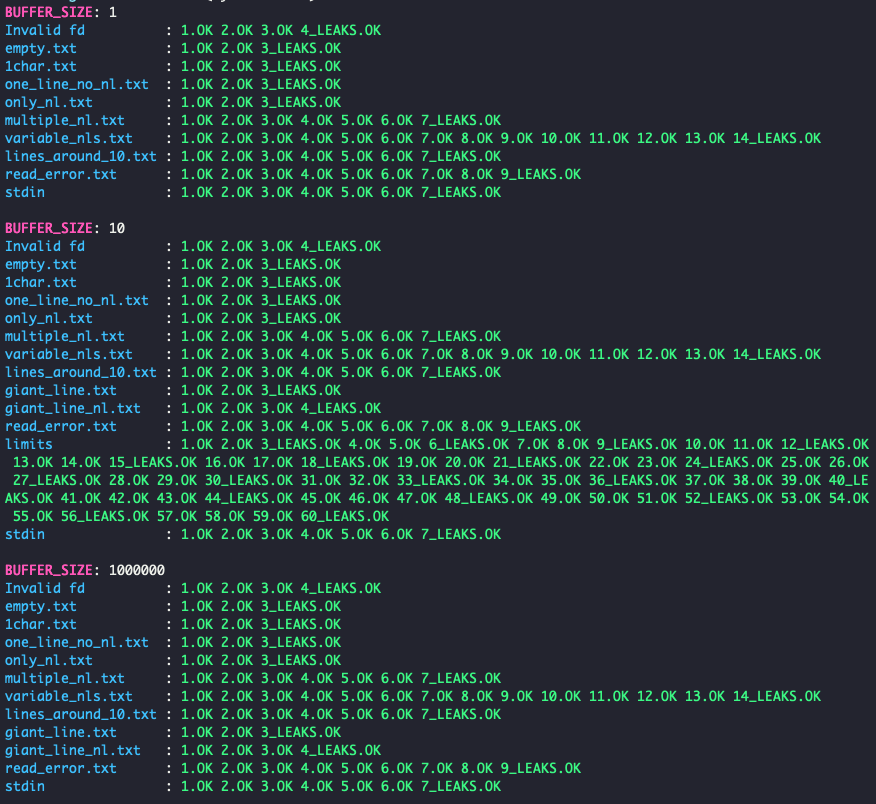 BUFFER_SIZE: 1
Invalid fd : 1.OK 2.OK 3.OK 4_LEAKS.OK
empty.txt : 1.OK 2.OK 3_LEAKS.OK
1char.txt : 1.OK 2.OK 3_LEAKS.OK
one_line_no_nl.txt : 1.OK 2.OK 3_LEAKS.OK
only_nl.txt : 1.OK 2.OK 3_LEAKS.OK
multiple_nl.txt : 1.OK 2.OK 3.OK 4.OK 5.OK 6.OK 7_LEAKS.OK
variable_nls.txt : 1.OK 2.OK 3.OK 4.OK 5.OK 6.OK 7.OK 8.OK 9.OK 10.OK 11.OK 12.OK 13.OK 14_LEAKS.OK
lines_around_10.txt : 1.OK 2.OK 3.OK 4.OK 5.OK 6.OK 7_LEAKS.OK
read_error.txt : 1.OK 2.OK 3.OK 4.OK 5.OK 6.OK 7.OK 8.OK 9_LEAKS.OK
stdin : 1.OK 2.OK 3.OK 4.OK 5.OK 6.OK 7_LEAKS.OK
BUFFER_SIZE: 10
Invalid fd : 1.OK 2.OK 3.OK 4_LEAKS.OK
empty.txt : 1.OK 2.OK 3_LEAKS.OK
1char.txt : 1.OK 2.OK 3_LEAKS.OK
one_line_no_nl.txt : 1.OK 2.OK 3_LEAKS.OK
only_nl.txt : 1.OK 2.OK 3_LEAKS.OK
multiple_nl.txt : 1.OK 2.OK 3.OK 4.OK 5.OK 6.OK 7_LEAKS.OK
variable_nls.txt : 1.OK 2.OK 3.OK 4.OK 5.OK 6.OK 7.OK 8.OK 9.OK 10.OK 11.OK 12.OK 13.OK 14_LEAKS.OK
lines_around_10.txt : 1.OK 2.OK 3.OK 4.OK 5.OK 6.OK 7_LEAKS.OK
giant_line.txt : 1.OK 2.OK 3_LEAKS.OK
giant_line_nl.txt : 1.OK 2.OK 3.OK 4_LEAKS.OK
read_error.txt : 1.OK 2.OK 3.OK 4.OK 5.OK 6.OK 7.OK 8.OK 9_LEAKS.OK
limits : 1.OK 2.OK 3_LEAKS.OK 4.OK 5.OK 6_LEAKS.OK 7.OK 8.OK 9_LEAKS.OK 10.OK 11.OK 12_LEAKS.OK
13.OK 14.OK 15_LEAKS.OK 16.OK 17.OK 18_LEAKS.OK 19.OK 20.OK 21_LEAKS.OK 22.OK 23.OK 24_LEAKS.OK 25.OK 26.OK
27_LEAKS.OK 28.OK 29.OK 30_LEAKS.OK 31.OK 32.OK 33_LEAKS.OK 34.OK 35.OK 36_LEAKS.OK 37.OK 38.OK 39.OK 40_LE
AKS.OK 41.OK 42.OK 43.OK 44_LEAKS.OK 45.OK 46.OK 47.OK 48_LEAKS.OK 49.OK 50.OK 51.OK 52_LEAKS.OK 53.OK 54.OK
55.OK 56_LEAKS.OK 57.OK 58.OK 59.OK 60_LEAKS.OK
stdin : 1.OK 2.OK 3.OK 4.OK 5.OK 6.OK 7_LEAKS.OK
BUFFER_SIZE: 1000000
Invalid fd : 1.OK 2.OK 3.OK 4_LEAKS.OK
empty.txt : 1.OK 2.OK 3_LEAKS.OK
1char.txt : 1.OK 2.OK 3_LEAKS.OK
one_line_no_nl.txt : 1.OK 2.OK 3_LEAKS.OK
only_nl.txt : 1.OK 2.OK 3_LEAKS.OK
multiple_nl.txt : 1.OK 2.OK 3.OK 4.OK 5.OK 6.OK 7_LEAKS.OK
variable_nls.txt : 1.OK 2.OK 3.OK 4.OK 5.OK 6.OK 7.OK 8.OK 9.OK 10.OK 11.OK 12.OK 13.OK 14_LEAKS.OK
lines_around_10.txt : 1.OK 2.OK 3.OK 4.OK 5.OK 6.OK 7_LEAKS.OK
giant_line.txt : 1.OK 2.OK 3_LEAKS.OK
giant_line_nl.txt : 1.OK 2.OK 3.OK 4_LEAKS.OK
read_error.txt : 1.OK 2.OK 3.OK 4.OK 5.OK 6.OK 7.OK 8.OK 9_LEAKS.OK
stdin : 1.OK 2.OK 3.OK 4.OK 5.OK 6.OK 7_LEAKS.OK